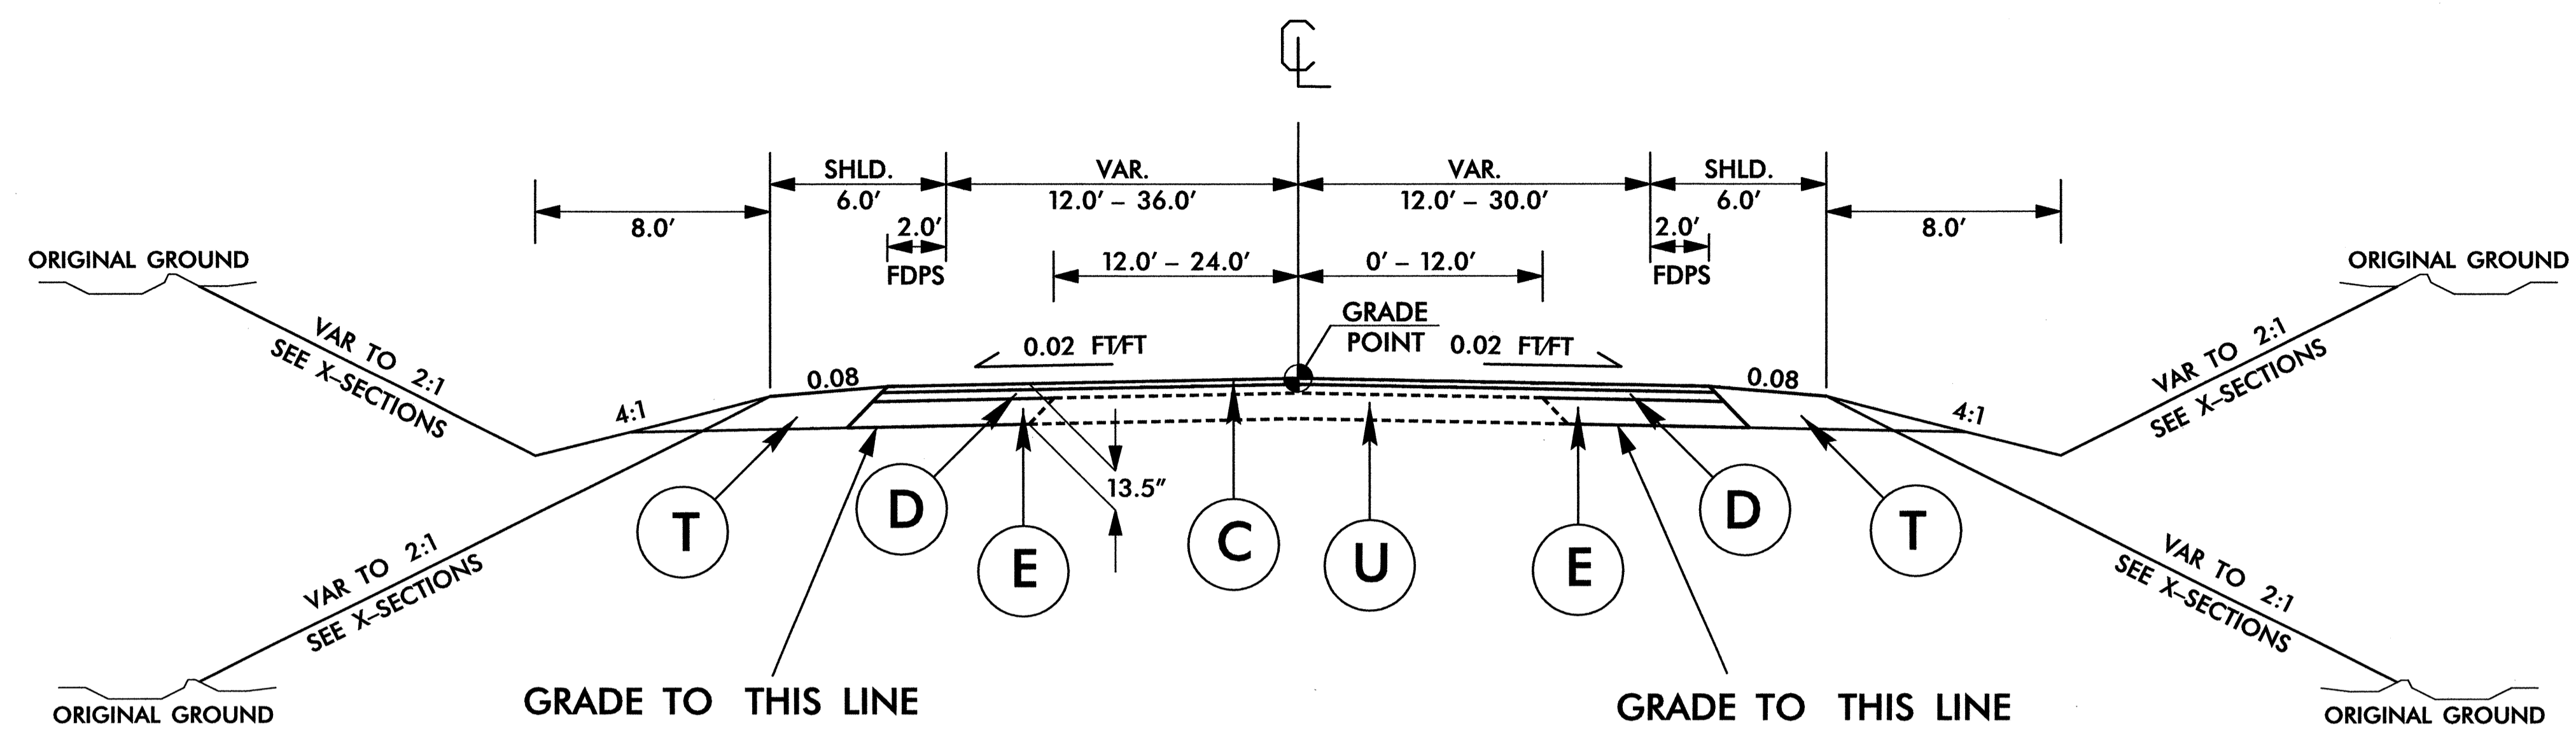 CL
SHLD.
VAR.
VAR.
SHLD.
6.0′
12.0′ – 36.0′
12.0′ – 30.0′
6.0′
8.0′
2.0′
2.0′
8.0′
FDPS
12.0′ – 24.0′
0′ – 12.0′
FDPS
ORIGINAL GROUND
ORIGINAL GROUND
GRADE
POINT
0.02 FT/FT
0.02 FT/FT
VAR TO 2:1
SEE X–SECTIONS
VAR TO 2:1
SEE X–SECTIONS
0.08
0.08
4:1
4:1
13.5″
T
D
E
C
U
E
D
T
VAR TO 2:1
SEE X–SECTIONS
VAR TO 2:1
SEE X–SECTIONS
GRADE TO THIS LINE
GRADE TO THIS LINE
ORIGINAL GROUND
ORIGINAL GROUND